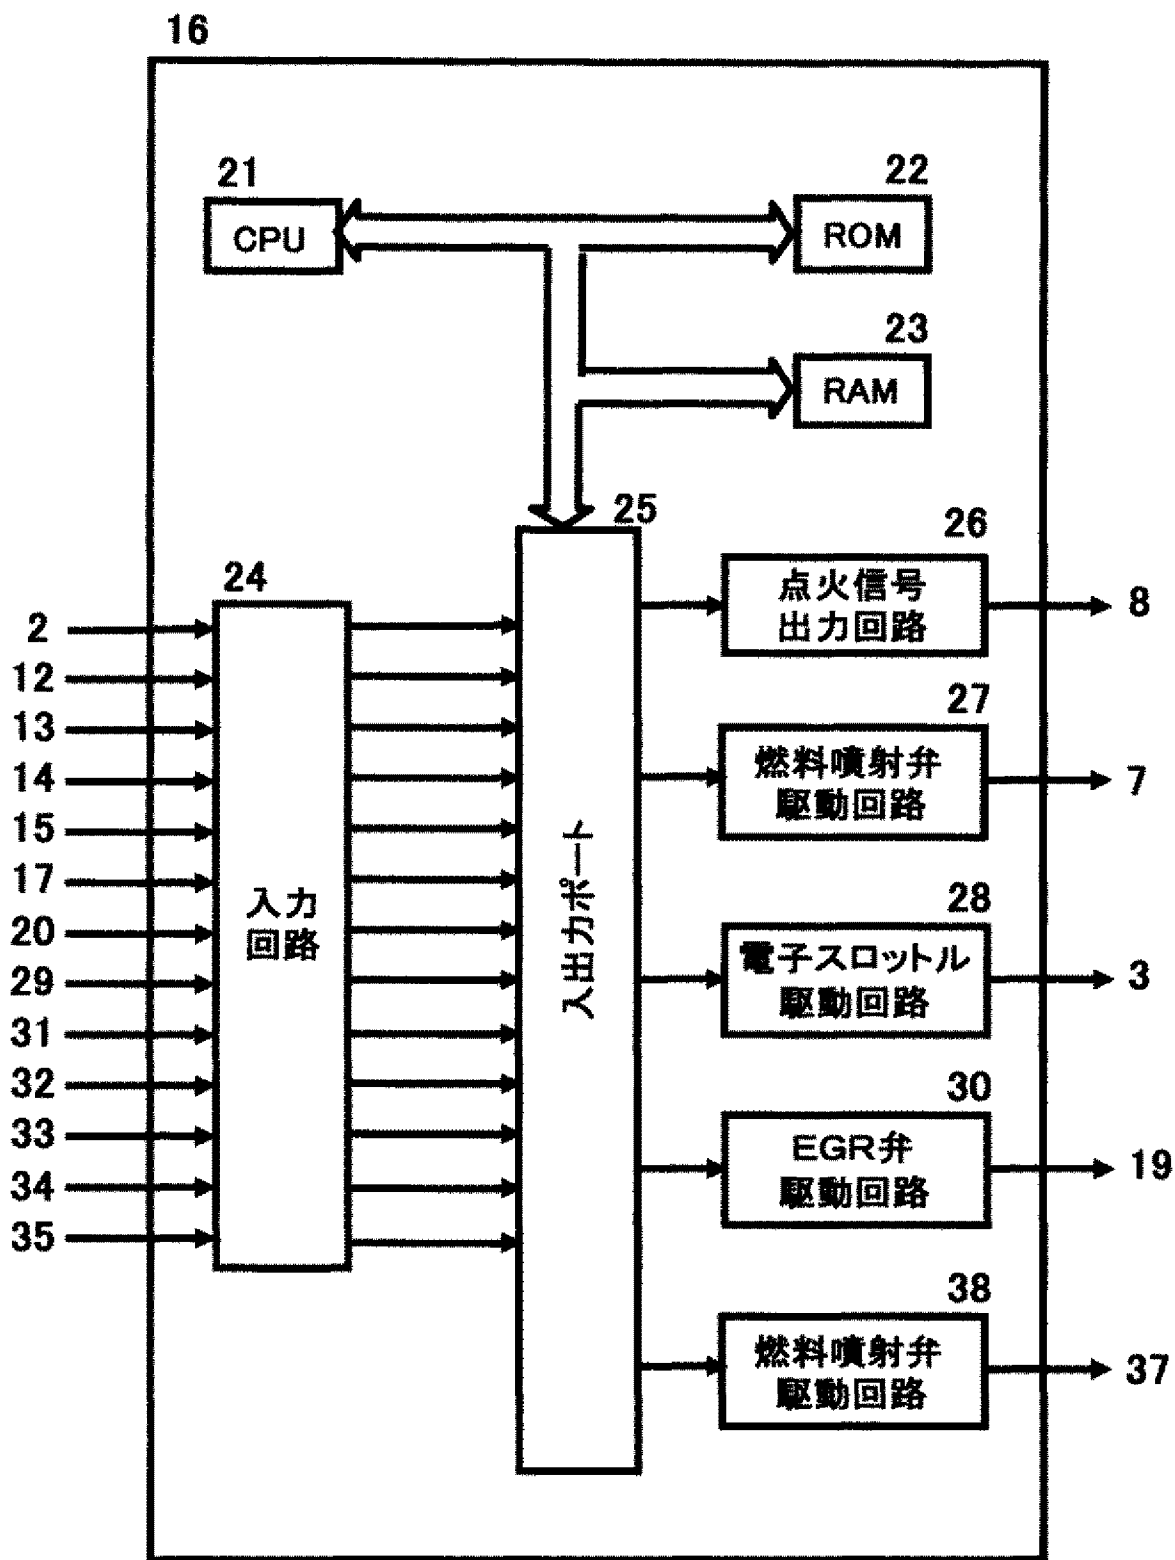 16
21
CPU
22
ROM
23
RAM
24
入力
回路
25
入出力ポート
2
12
13
14
15
17
20
29
31
32
33
34
35
26
点火信号
出力回路
8
27
燃料噴射弁
駆動回路
7
28
電子スロットル
駆動回路
3
30
EGR弁
駆動回路
19
38
燃料噴射弁
駆動回路
37